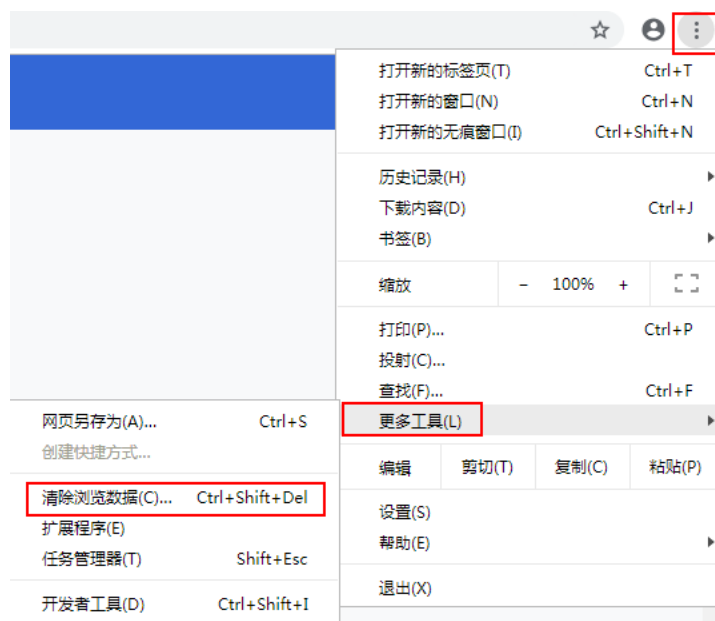 打开新的标签页(T) Ctrl+T
打开新的窗口(N) Ctrl+N
打开新的无痕窗口(I) Ctrl+Shift+N
历史记录(H)
下载内容(D) Ctrl+J
书签(B)
缩放 - 100% +
打印(P)... Ctrl+P
投射(C)...
查找(F)... Ctrl+F
更多工具(L)
编辑 剪切(T) 复制(C) 粘贴(P)
设置(S)
帮助(E)
退出(X)
网页另存为(A)... Ctrl+S
创建快捷方式...
清除浏览数据(C)... Ctrl+Shift+Del
扩展程序(E)
任务管理器(T) Shift+Esc
开发者工具(D) Ctrl+Shift+I